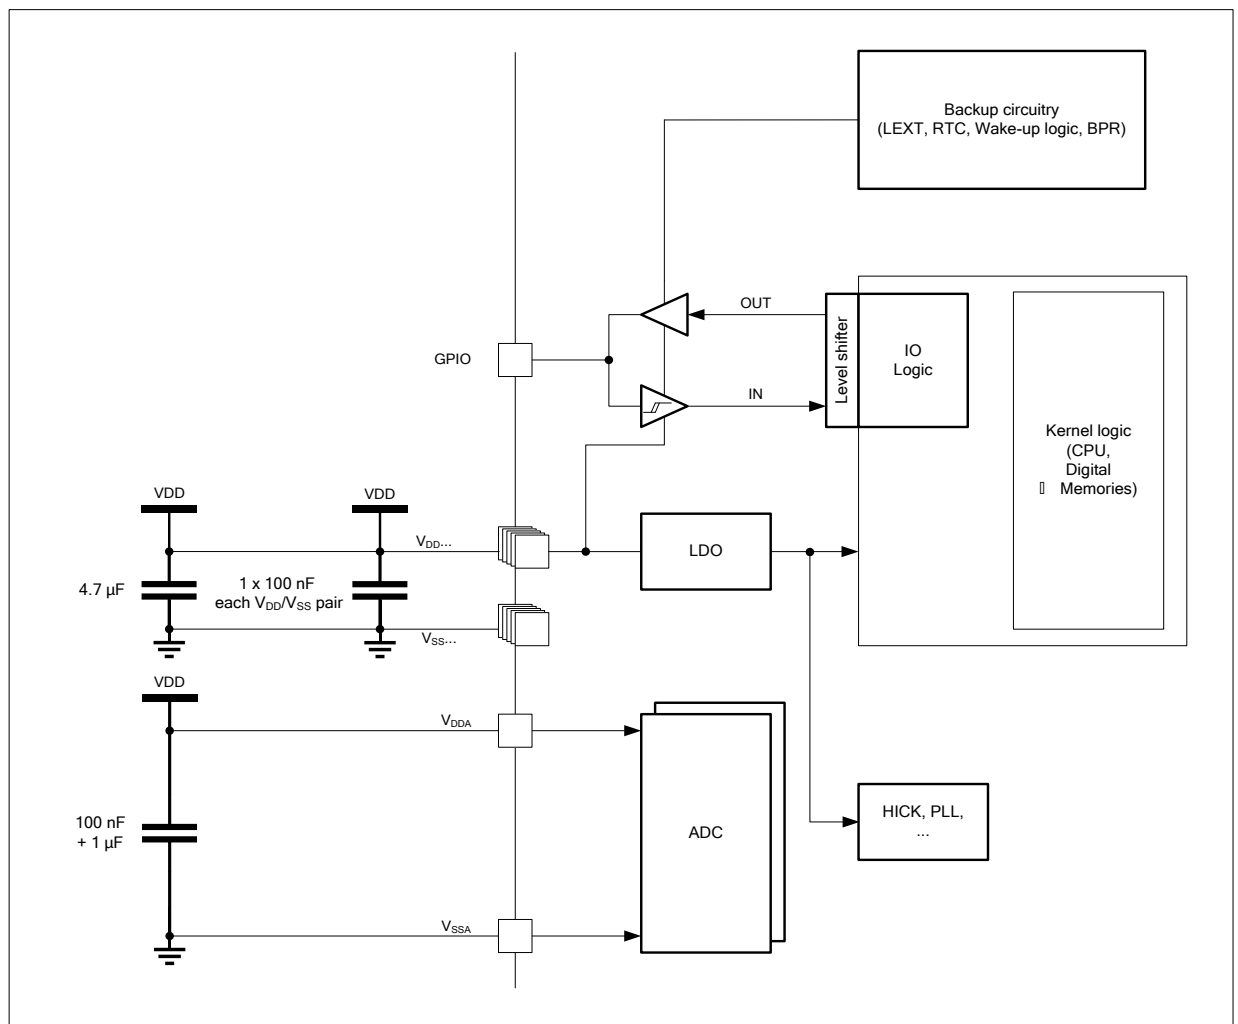 Backup circuitry
(LEXT, RTC, Wake-up logic, BPR)
OUT
GPIO
Level shifter
IO
Logic
IN
Kernel logic
(CPU,
Digital
▯ Memories)
VDD
VDD
VDD...
LDO
4.7 µF
1 x 100 nF
each VDD/VSS pair
VSS...
VDD
VDDA
100 nF
+ 1 µF
ADC
HICK, PLL,
...
VSSA